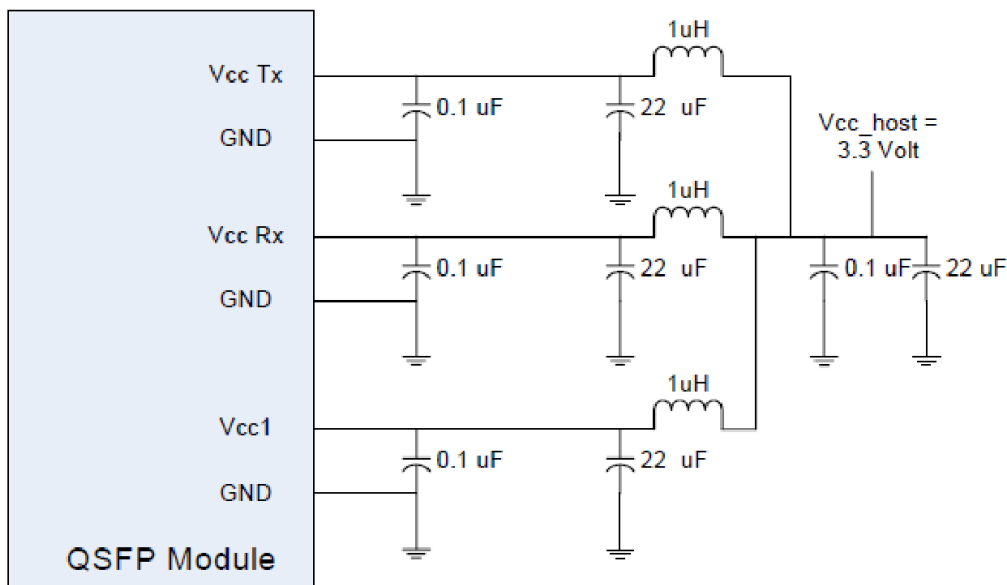 1uH
Vcc Tx
0.1 uF
22 uF
GND
Vcc_host =
3.3 Volt
1uH
Vcc Rx
0.1 uF
22 uF
0.1 uF
22 uF
GND
1uH
Vcc1
0.1 uF
22 uF
GND
QSFP Module